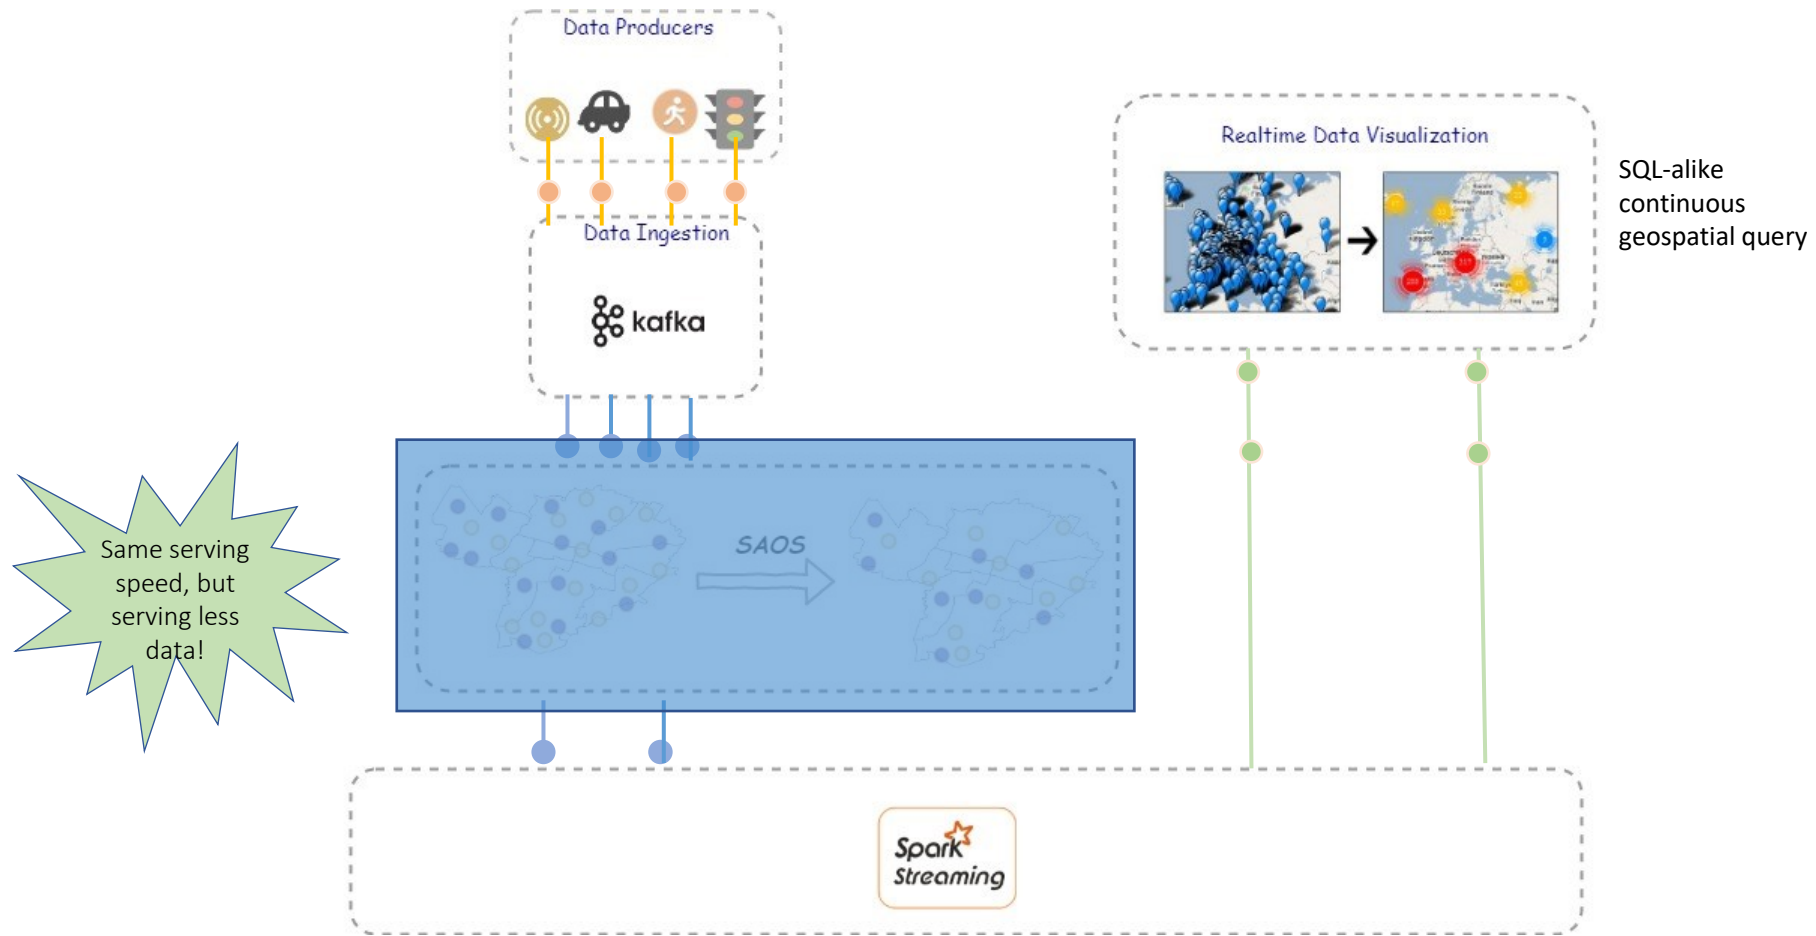 Data Producers
Data Ingestion
kafka
Realtime Data Visualization
SQL-alike
continuous
geospatial query
Same serving
speed, but
serving less
data!
SAOS
Spark
Streaming